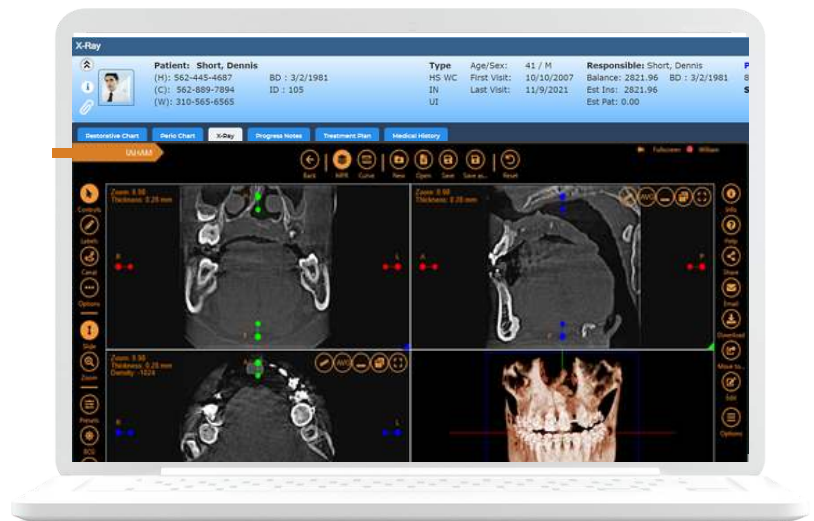 X-Ray
Patient: Short, Dennis
(H): 562-445-4687 BD : 3/2/1981
(C): 562-889-7894 ID : 105
(W): 310-565-6565
Type Age/Sex: 41 / M
HS WC First Visit: 10/10/2007
IN Last Visit: 11/9/2021
UI
Responsible: Short, Dennis
Balance: 2821.96 BD : 3/2/1981
Est Ins: 2821.96
Est Pat: 0.00
Restorative Chart Perio Chart X-Ray Progress Notes Treatment Plan Medical History
Fullscreen
Back MPR Curve New Open Save Save as... Reset
Controls
Labels
Canal
Options
Slide
Zoom
Presets
Zoom: 0.98
Thickness: 0.28 mm
R L
AVG
Zoom: 0.98
Thickness: 0.28 mm
A P
AVG
Zoom: 0.98
Thickness: 0.28 mm
Density: -1024
A
R L
Info
Help
Share
Email
Download
Move to...
Edit
Options